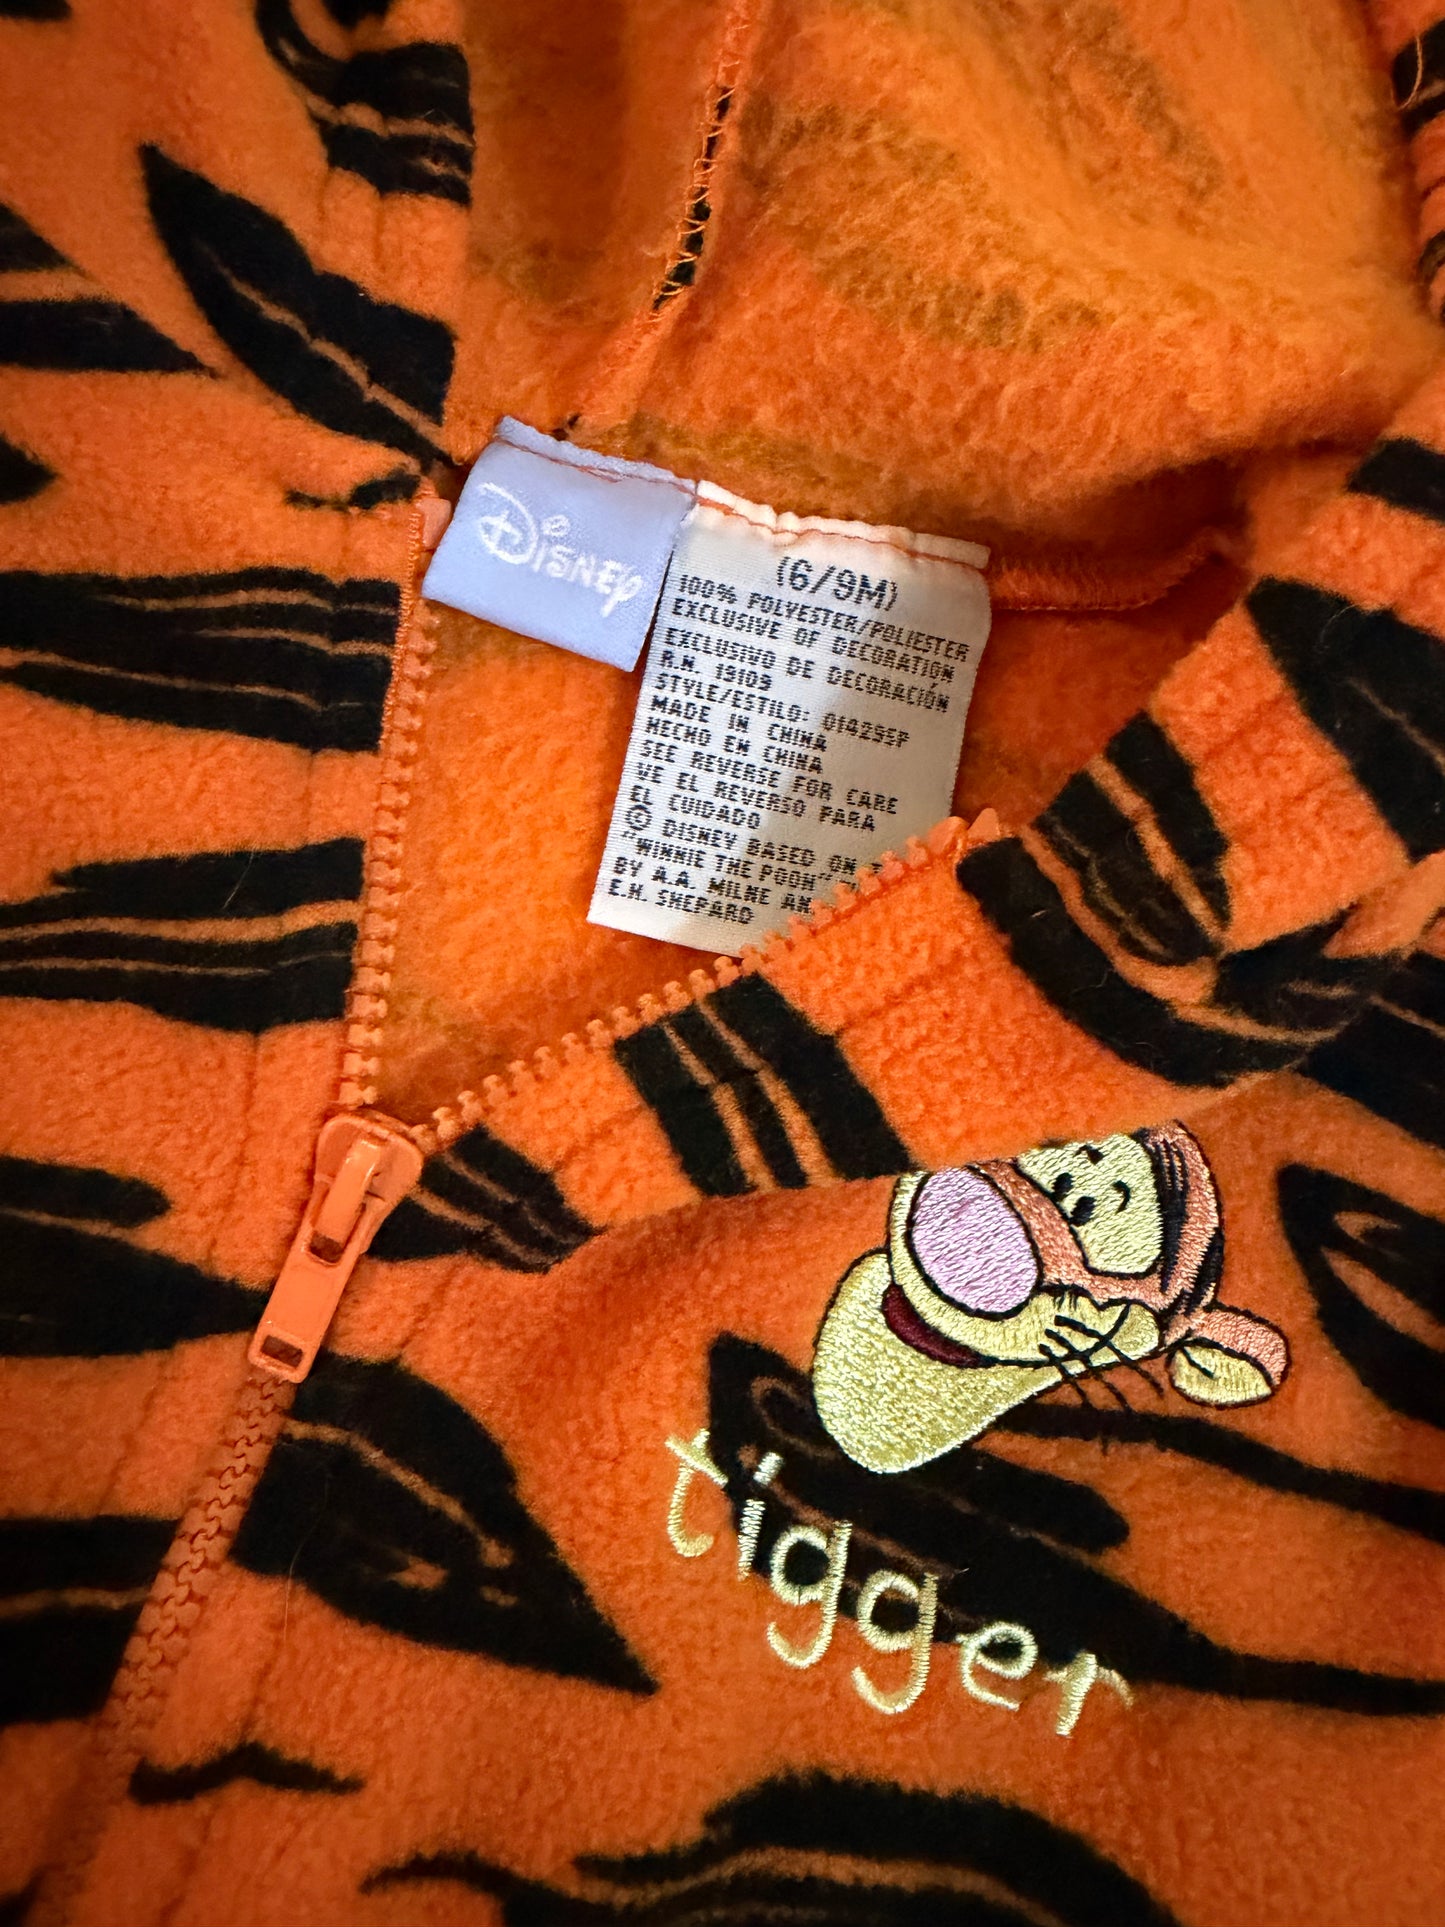 Disney
(6/9M)
100% POLYESTER/POLIESTER
EXCLUSIVE OF DECORATION
EXCLUSIVO DE DECORACIÓN
R.N. 19109
STYLE/ESTILO: 014295P
MADE IN CHINA
HECHO EN CHINA
SEE REVERSE FOR CARE
VE EL REVERSO PARA
EL CUIDADO
© DISNEY BASED ON
"WINNIE THE POOH"
BY A.A. MILNE AN
E.H. SHEPARD
tigger